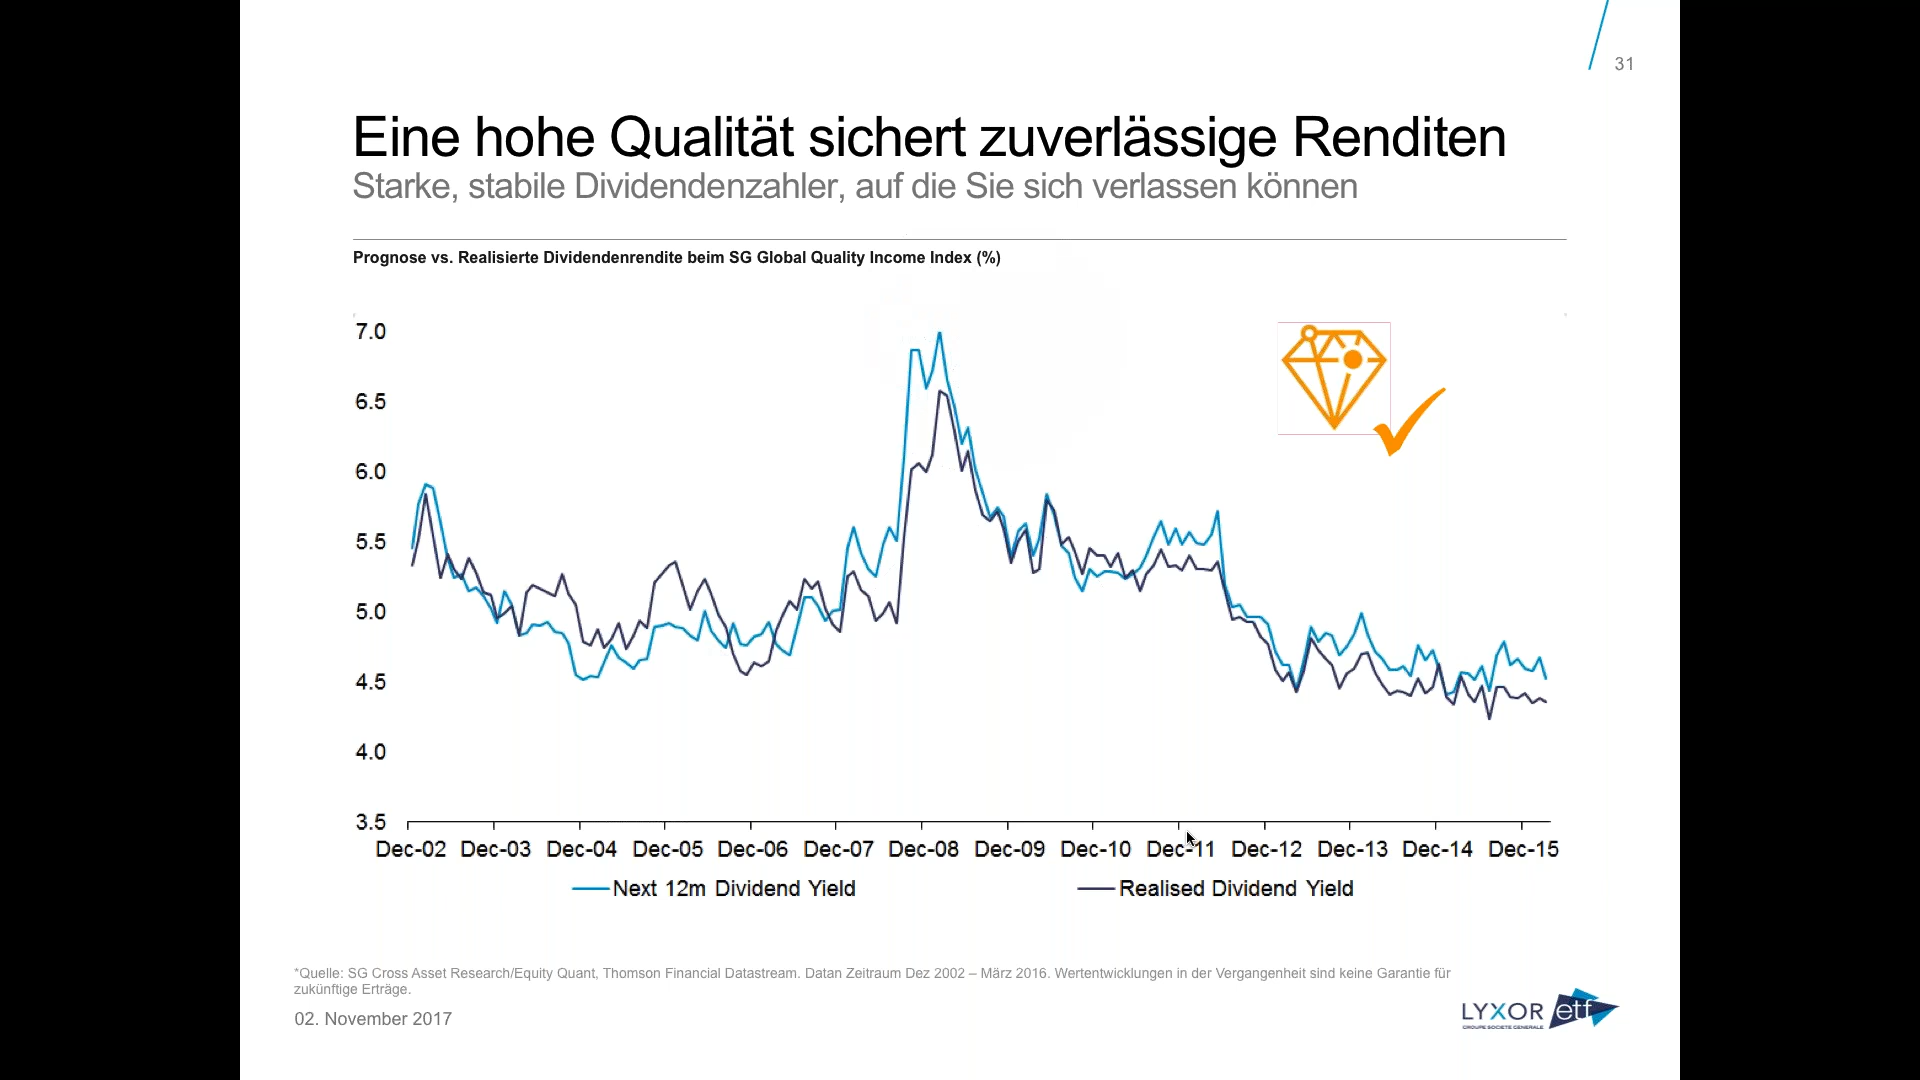 31
Eine hohe Qualität sichert zuverlässige Renditen
Starke, stabile Dividendenzahler, auf die Sie sich verlassen können
Prognose vs. Realisierte Dividendenrendite beim SG Global Quality Income Index (%)
7.0
6.5
6.0
5.5
5.0
4.5
4.0
3.5
Dec-02 Dec-03 Dec-04 Dec-05 Dec-06 Dec-07 Dec-08 Dec-09 Dec-10 Dec-11 Dec-12 Dec-13 Dec-14 Dec-15
Next 12m Dividend Yield Realised Dividend Yield
*Quelle: SG Cross Asset Research/Equity Quant, Thomson Financial Datastream. Datan Zeitraum Dez 2002 – März 2016. Wertentwicklungen in der Vergangenheit sind keine Garantie für
zukünftige Erträge.
02. November 2017
LYXOR etf
GROUPE SOCIETE GENERALE